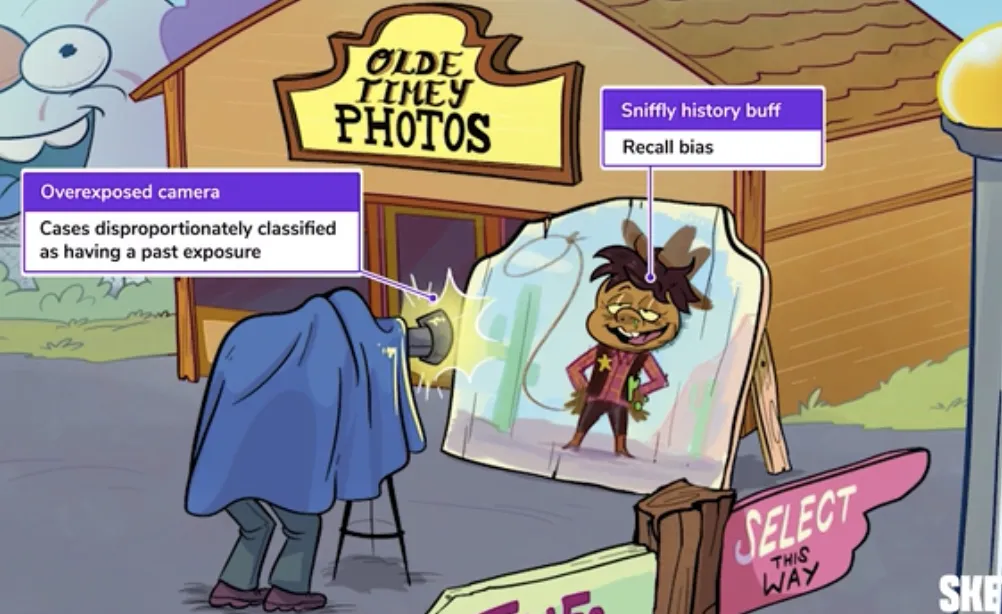 OLDE
TIMEY
PHOTOS
Sniffly history buff
Recall bias
Overexposed camera
Cases disproportionately classified
as having a past exposure
SELECT
THIS
WAY
SKE